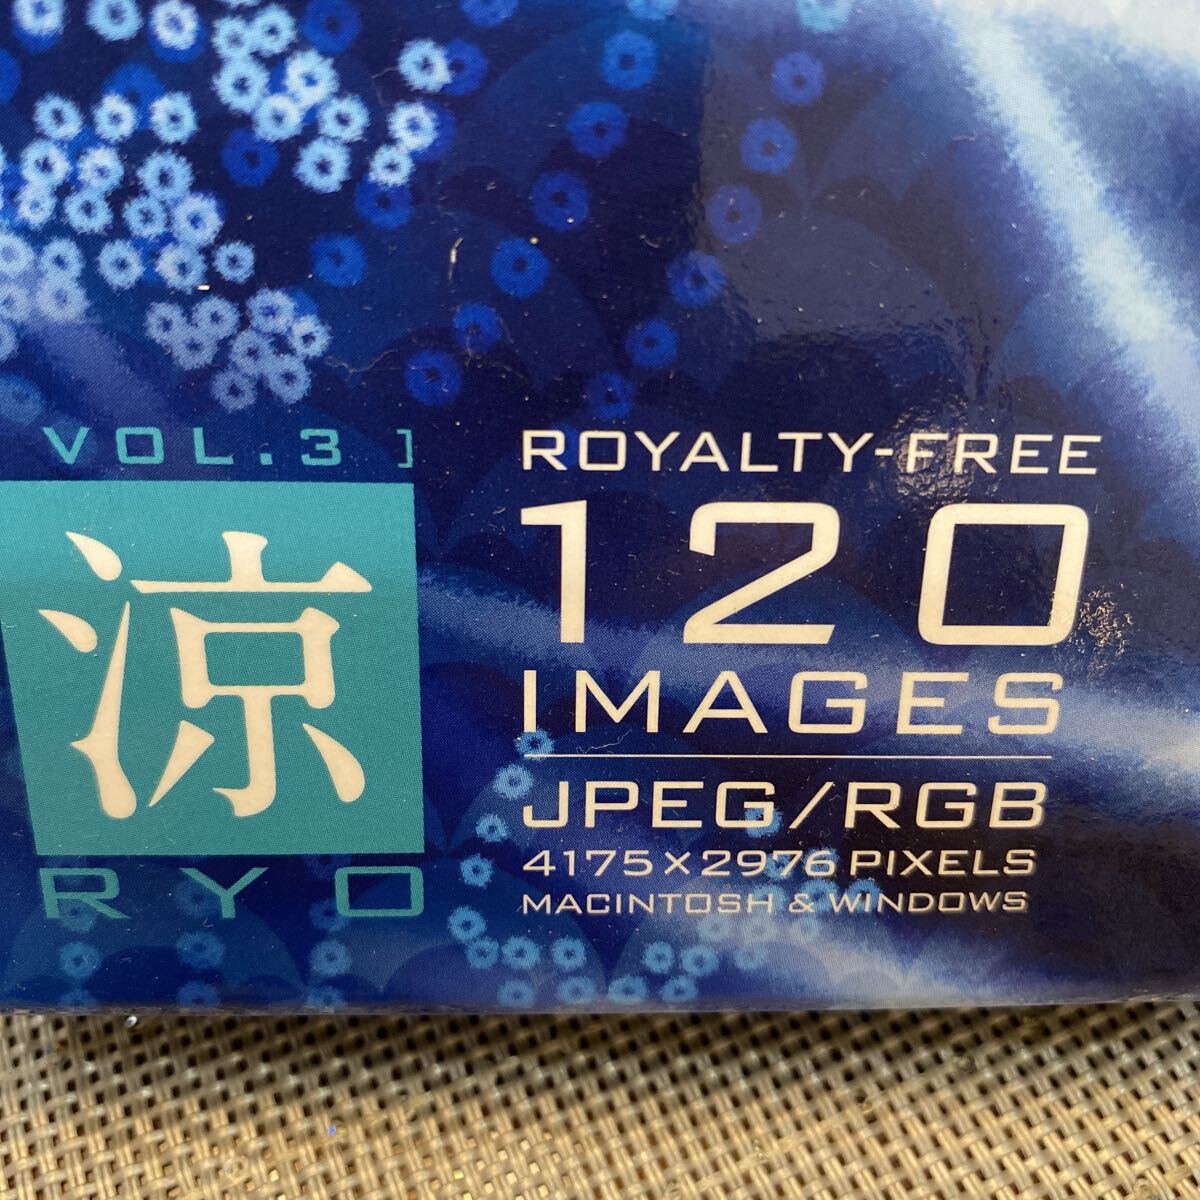 VOL.3 ]
涼
RYO
ROYALTY-FREE
120
IMAGES
JPEG/RGB
4175×2976 PIXELS
MACINTOSH & WINDOWS